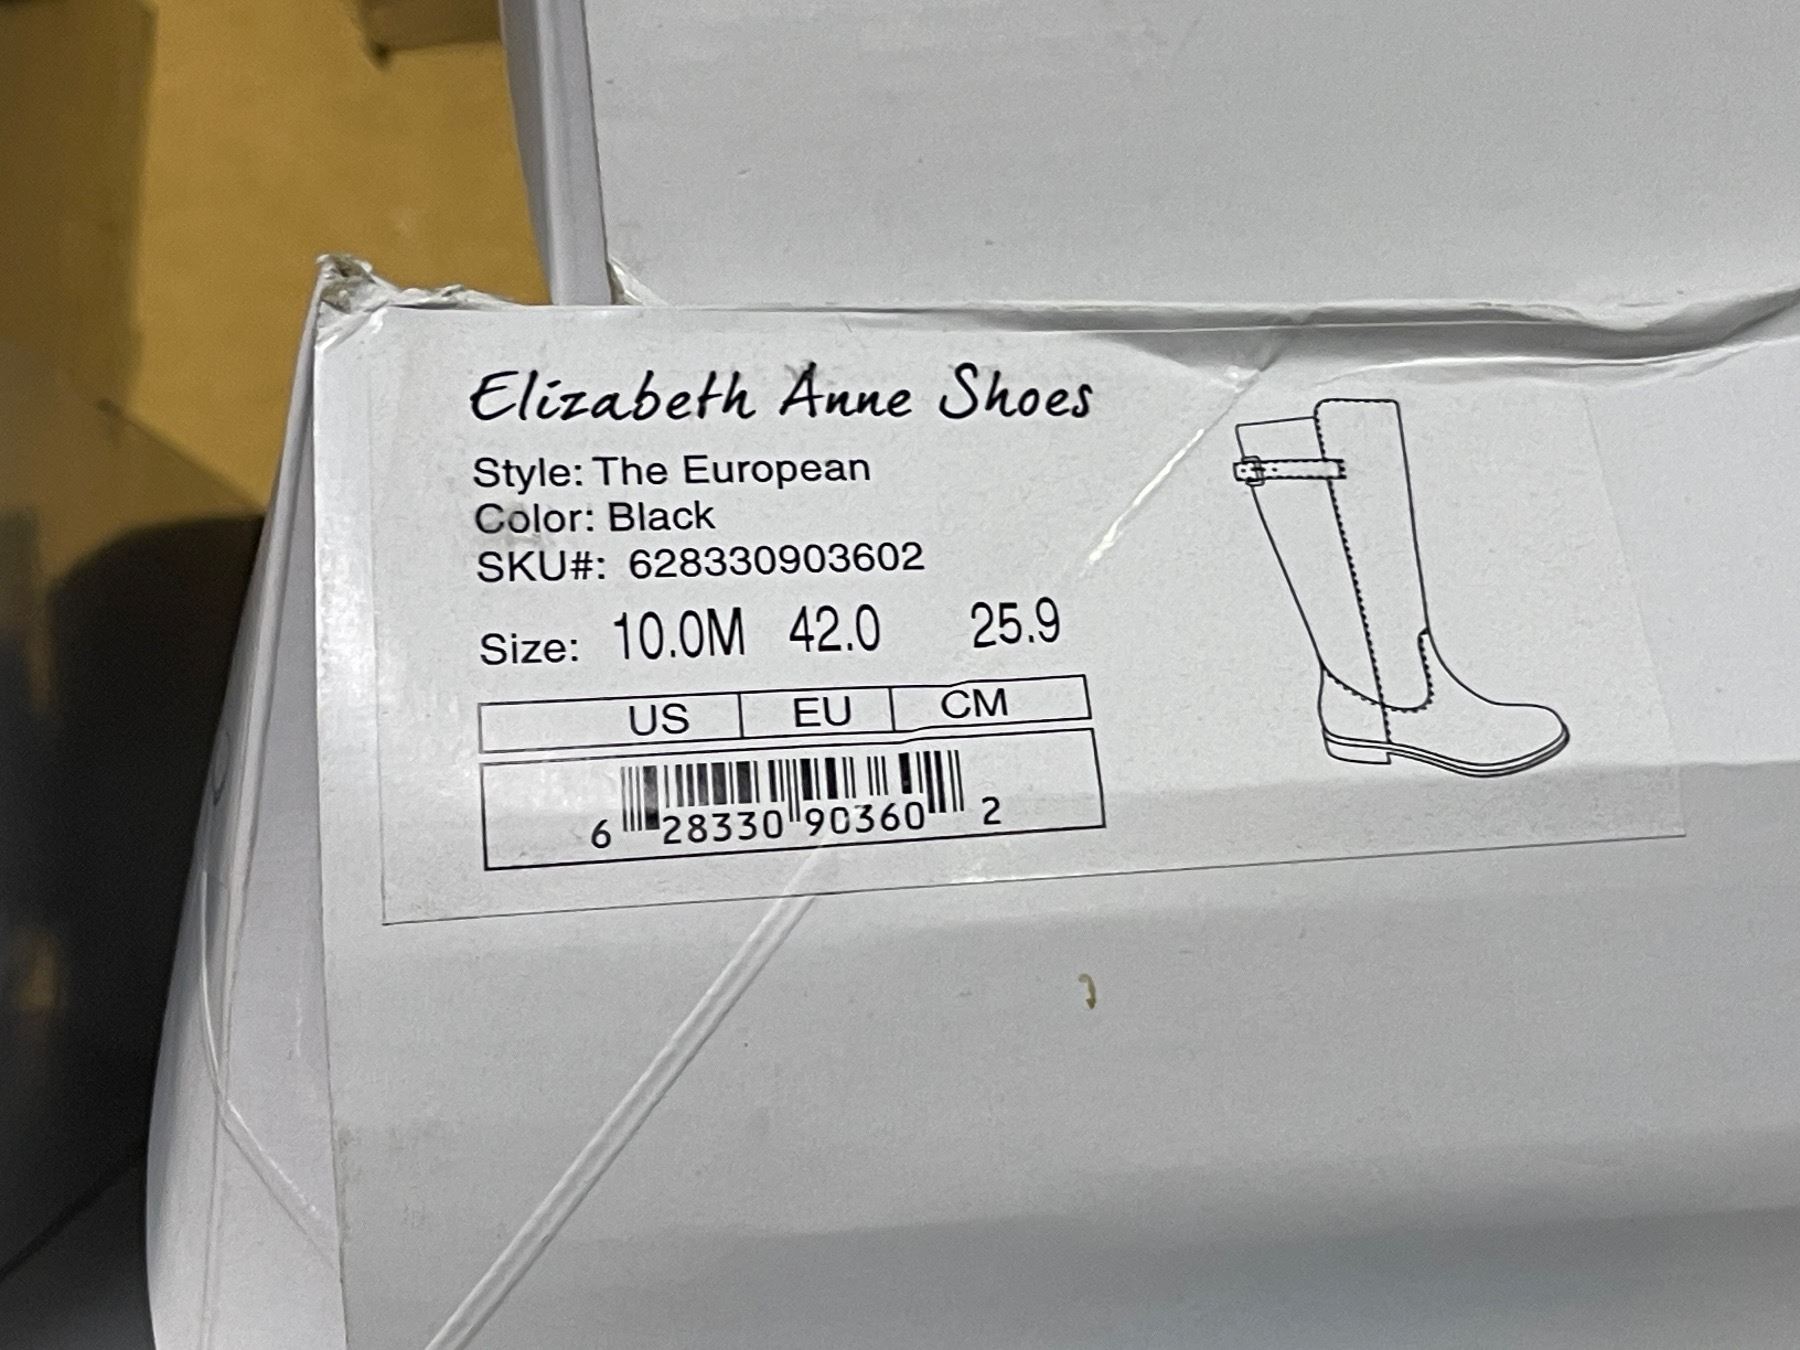 Elizabeth Anne Shoes
Style: The European
Color: Black
SKU#: 628330903602
Size: 10.0M 42.0 25.9
US EU CM
6 28330 90360 2